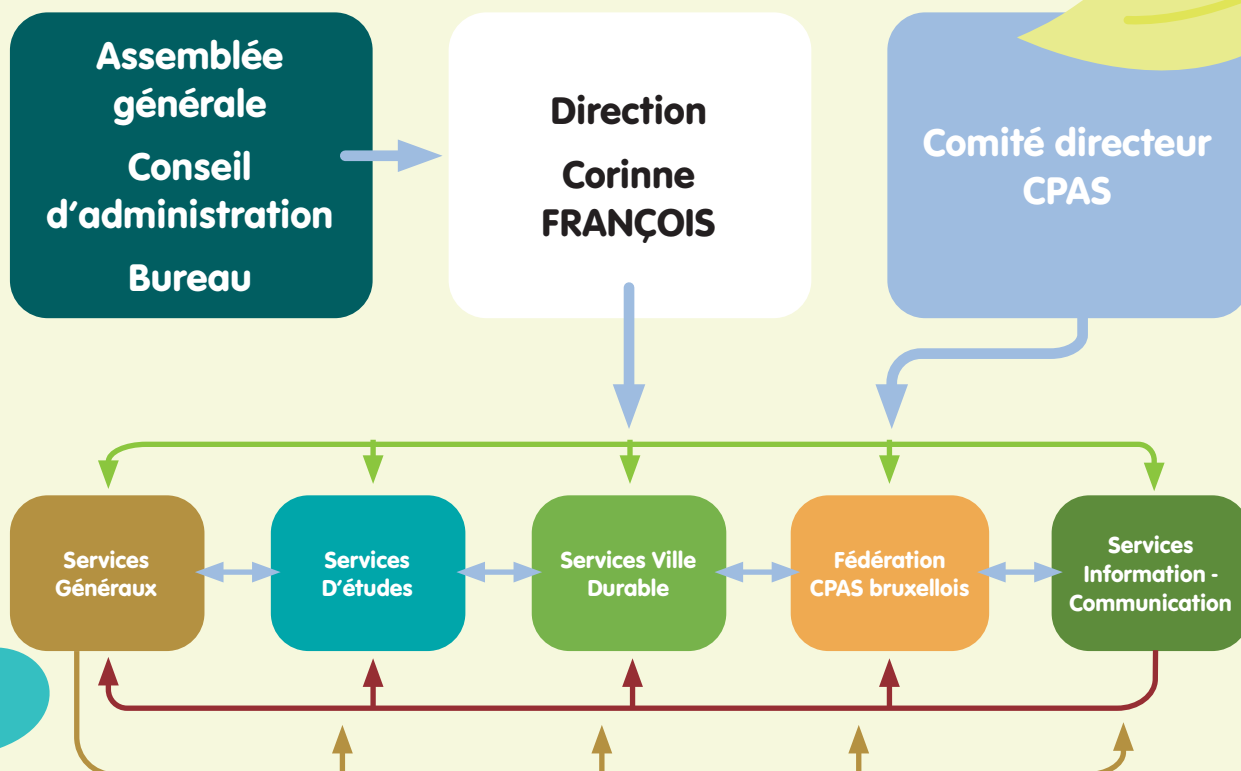 Assemblée
générale
Conseil
d'administration
Bureau
Direction
Corinne
FRANÇOIS
Comité directeur
CPAS
Services
Généraux
Services
D'études
Services Ville
Durable
Fédération
CPAS bruxellois
Services
Information -
Communication